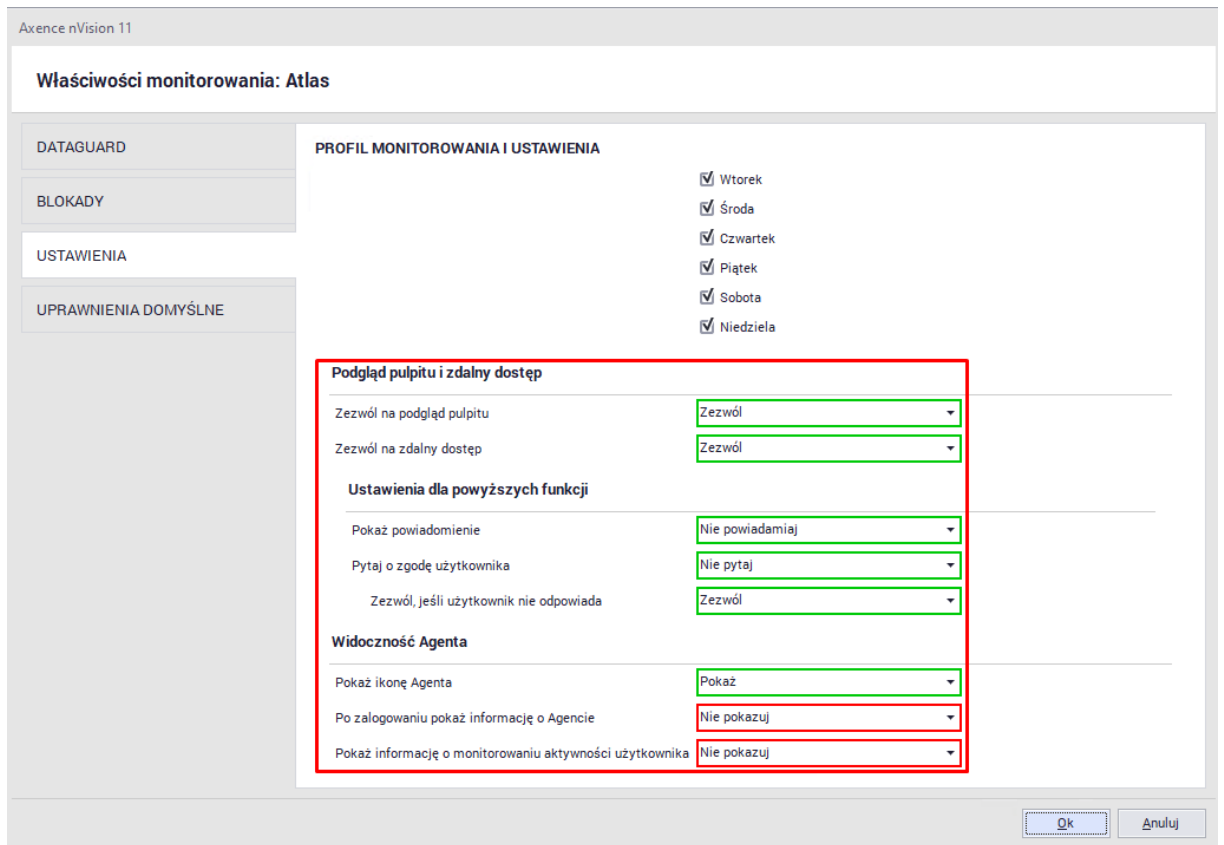 Axence nVision 11
Właściwości monitorowania: Atlas
DATAGUARD
BLOKADY
USTAWIENIA
UPRAWNIENIA DOMYŚLNE
PROFIL MONITOROWANIA I USTAWIENIA
Wtorek
Środa
Czwartek
Piątek
Sobota
Niedziela
Podgląd pulpitu i zdalny dostęp
Zezwól na podgląd pulpitu Zezwól
Zezwól na zdalny dostęp Zezwól
Ustawienia dla powyższych funkcji
Pokaż powiadomienie Nie powiadamiaj
Pytaj o zgodę użytkownika Nie pytaj
Zezwól, jeśli użytkownik nie odpowiada Zezwól
Widoczność Agenta
Pokaż ikonę Agenta Pokaż
Po zalogowaniu pokaż informację o Agencie Nie pokazuj
Pokaż informację o monitorowaniu aktywności użytkownika Nie pokazuj
Ok Anuluj